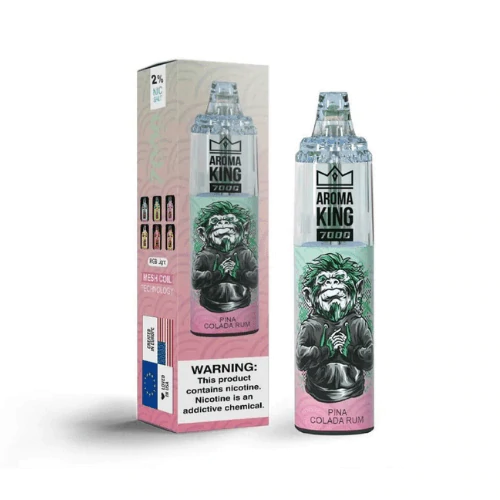 2%
NIC
AROMA
KING
7000
PINA
COLADA RUM
MESH COIL
TECHNOLOGY
WARNING:
This product
contains nicotine.
Nicotine is an
addictive chemical.
AROMA
KING
7000
PINA
COLADA RUM